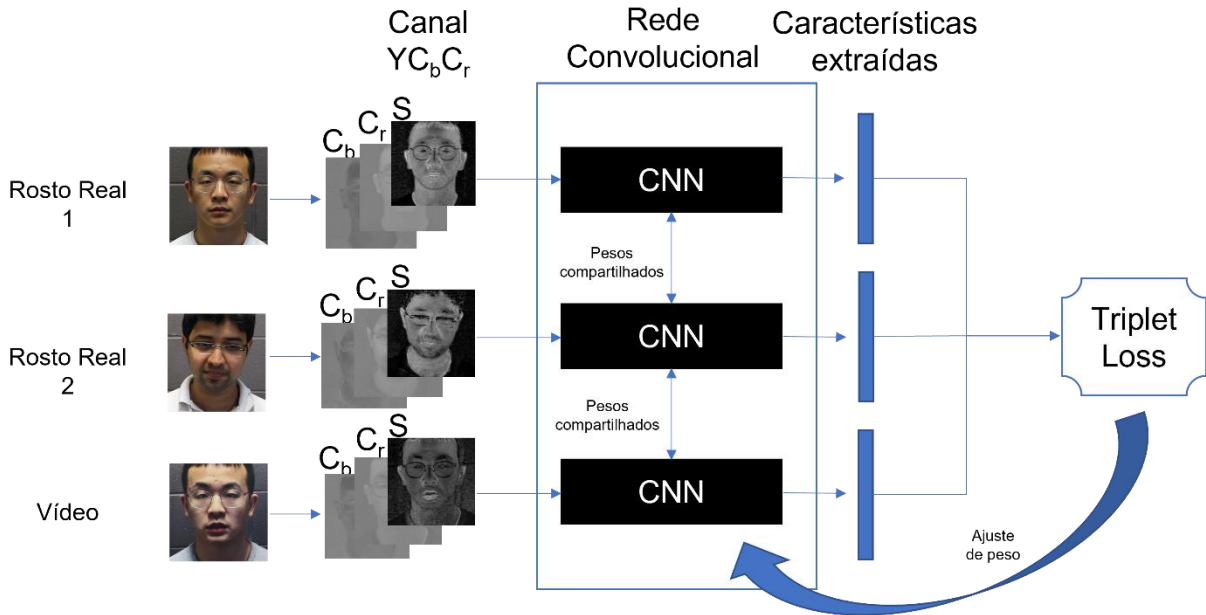 Canal
YCbCr
Rede
Convolucional
Características
extraídas
Rosto Real
1
Cb
Cr
S
CNN
Pesos
compartilhados
Rosto Real
2
Cb
Cr
S
CNN
Triplet
Loss
Pesos
compartilhados
Vídeo
Cb
Cr
S
CNN
Ajuste
de peso